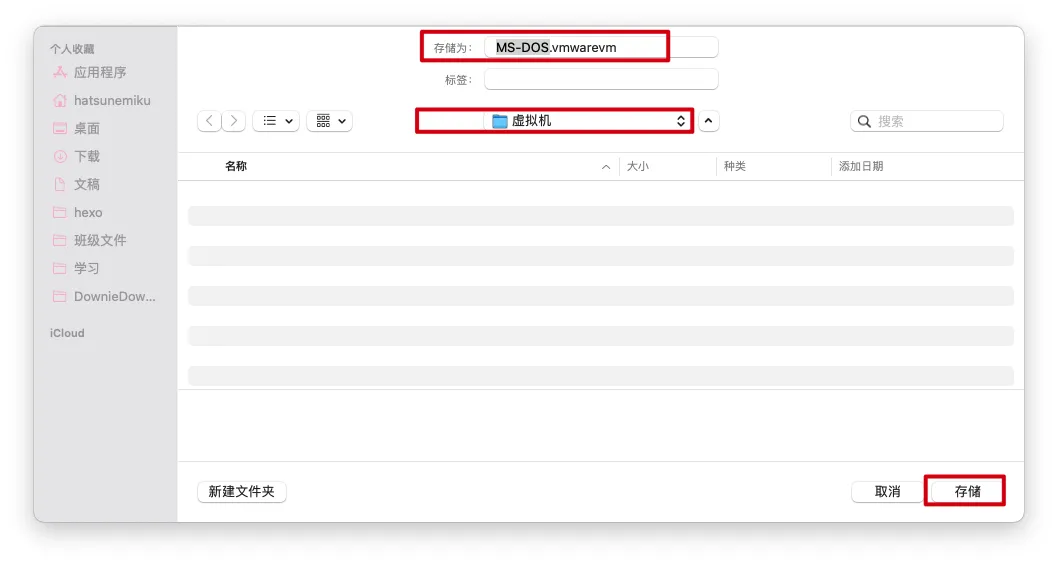 个人收藏
应用程序
hatsunemiku
桌面
下载
文稿
hexo
班级文件
学习
DownieDow...
iCloud
存储为: MS-DOS.vmwarevm
标签:
虚拟机
搜索
名称 大小 种类 添加日期
新建文件夹 取消 存储